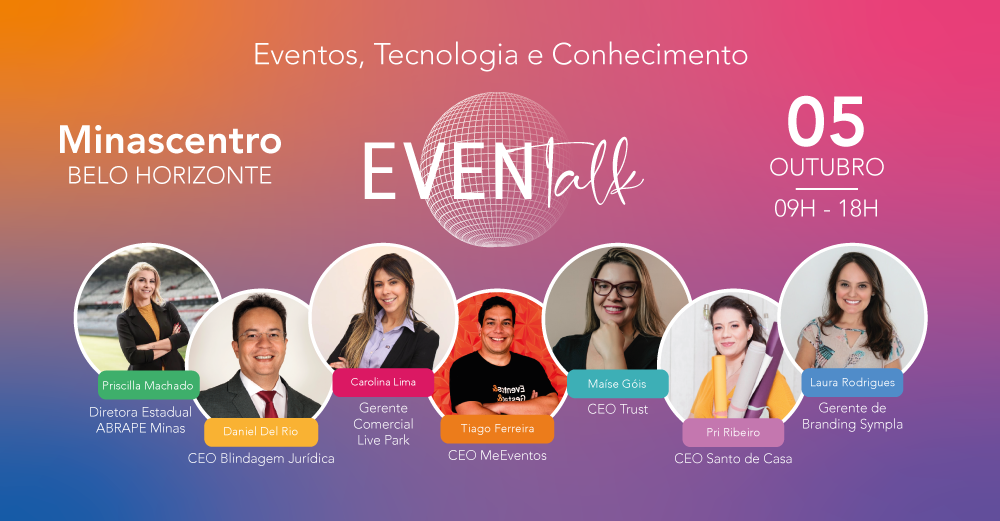 Eventos, Tecnologia e Conhecimento
Minascentro
BELO HORIZONTE
EVENTalk
05
OUTUBRO
09H - 18H
Priscilla Machado
Diretora Estadual
ABRAPE Minas
Daniel Del Rio
CEO Blindagem Jurídica
Carolina Lima
Gerente
Comercial
Live Park
Eventos&
Gestão&
Tiago Ferreira
CEO MeEventos
Maíse Góis
CEO Trust
Pri Ribeiro
CEO Santo de Casa
Laura Rodrigues
Gerente de
Branding Sympla